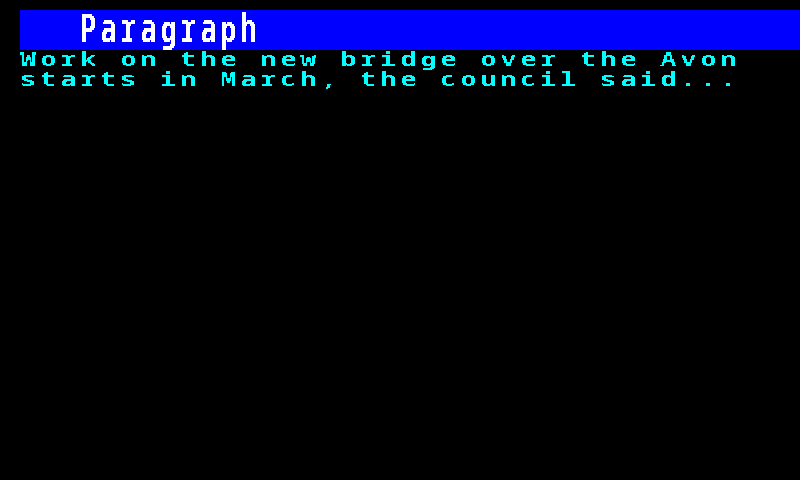 Paragraph
Work on the new bridge over the Avon
starts in March, the council said...